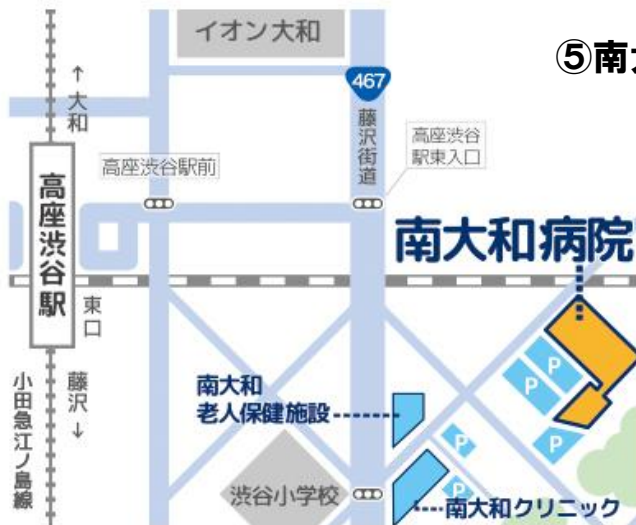 イオン大和
⑤南
467
↑大和
藤沢街道
高座渋谷
駅東入口
高座渋谷駅前
高座渋谷駅
南大和病院
東口
P
P
P
藤沢↓
小田急江ノ島線
南大和
老人保健施設
P
P
P
渋谷小学校
南大和クリニック